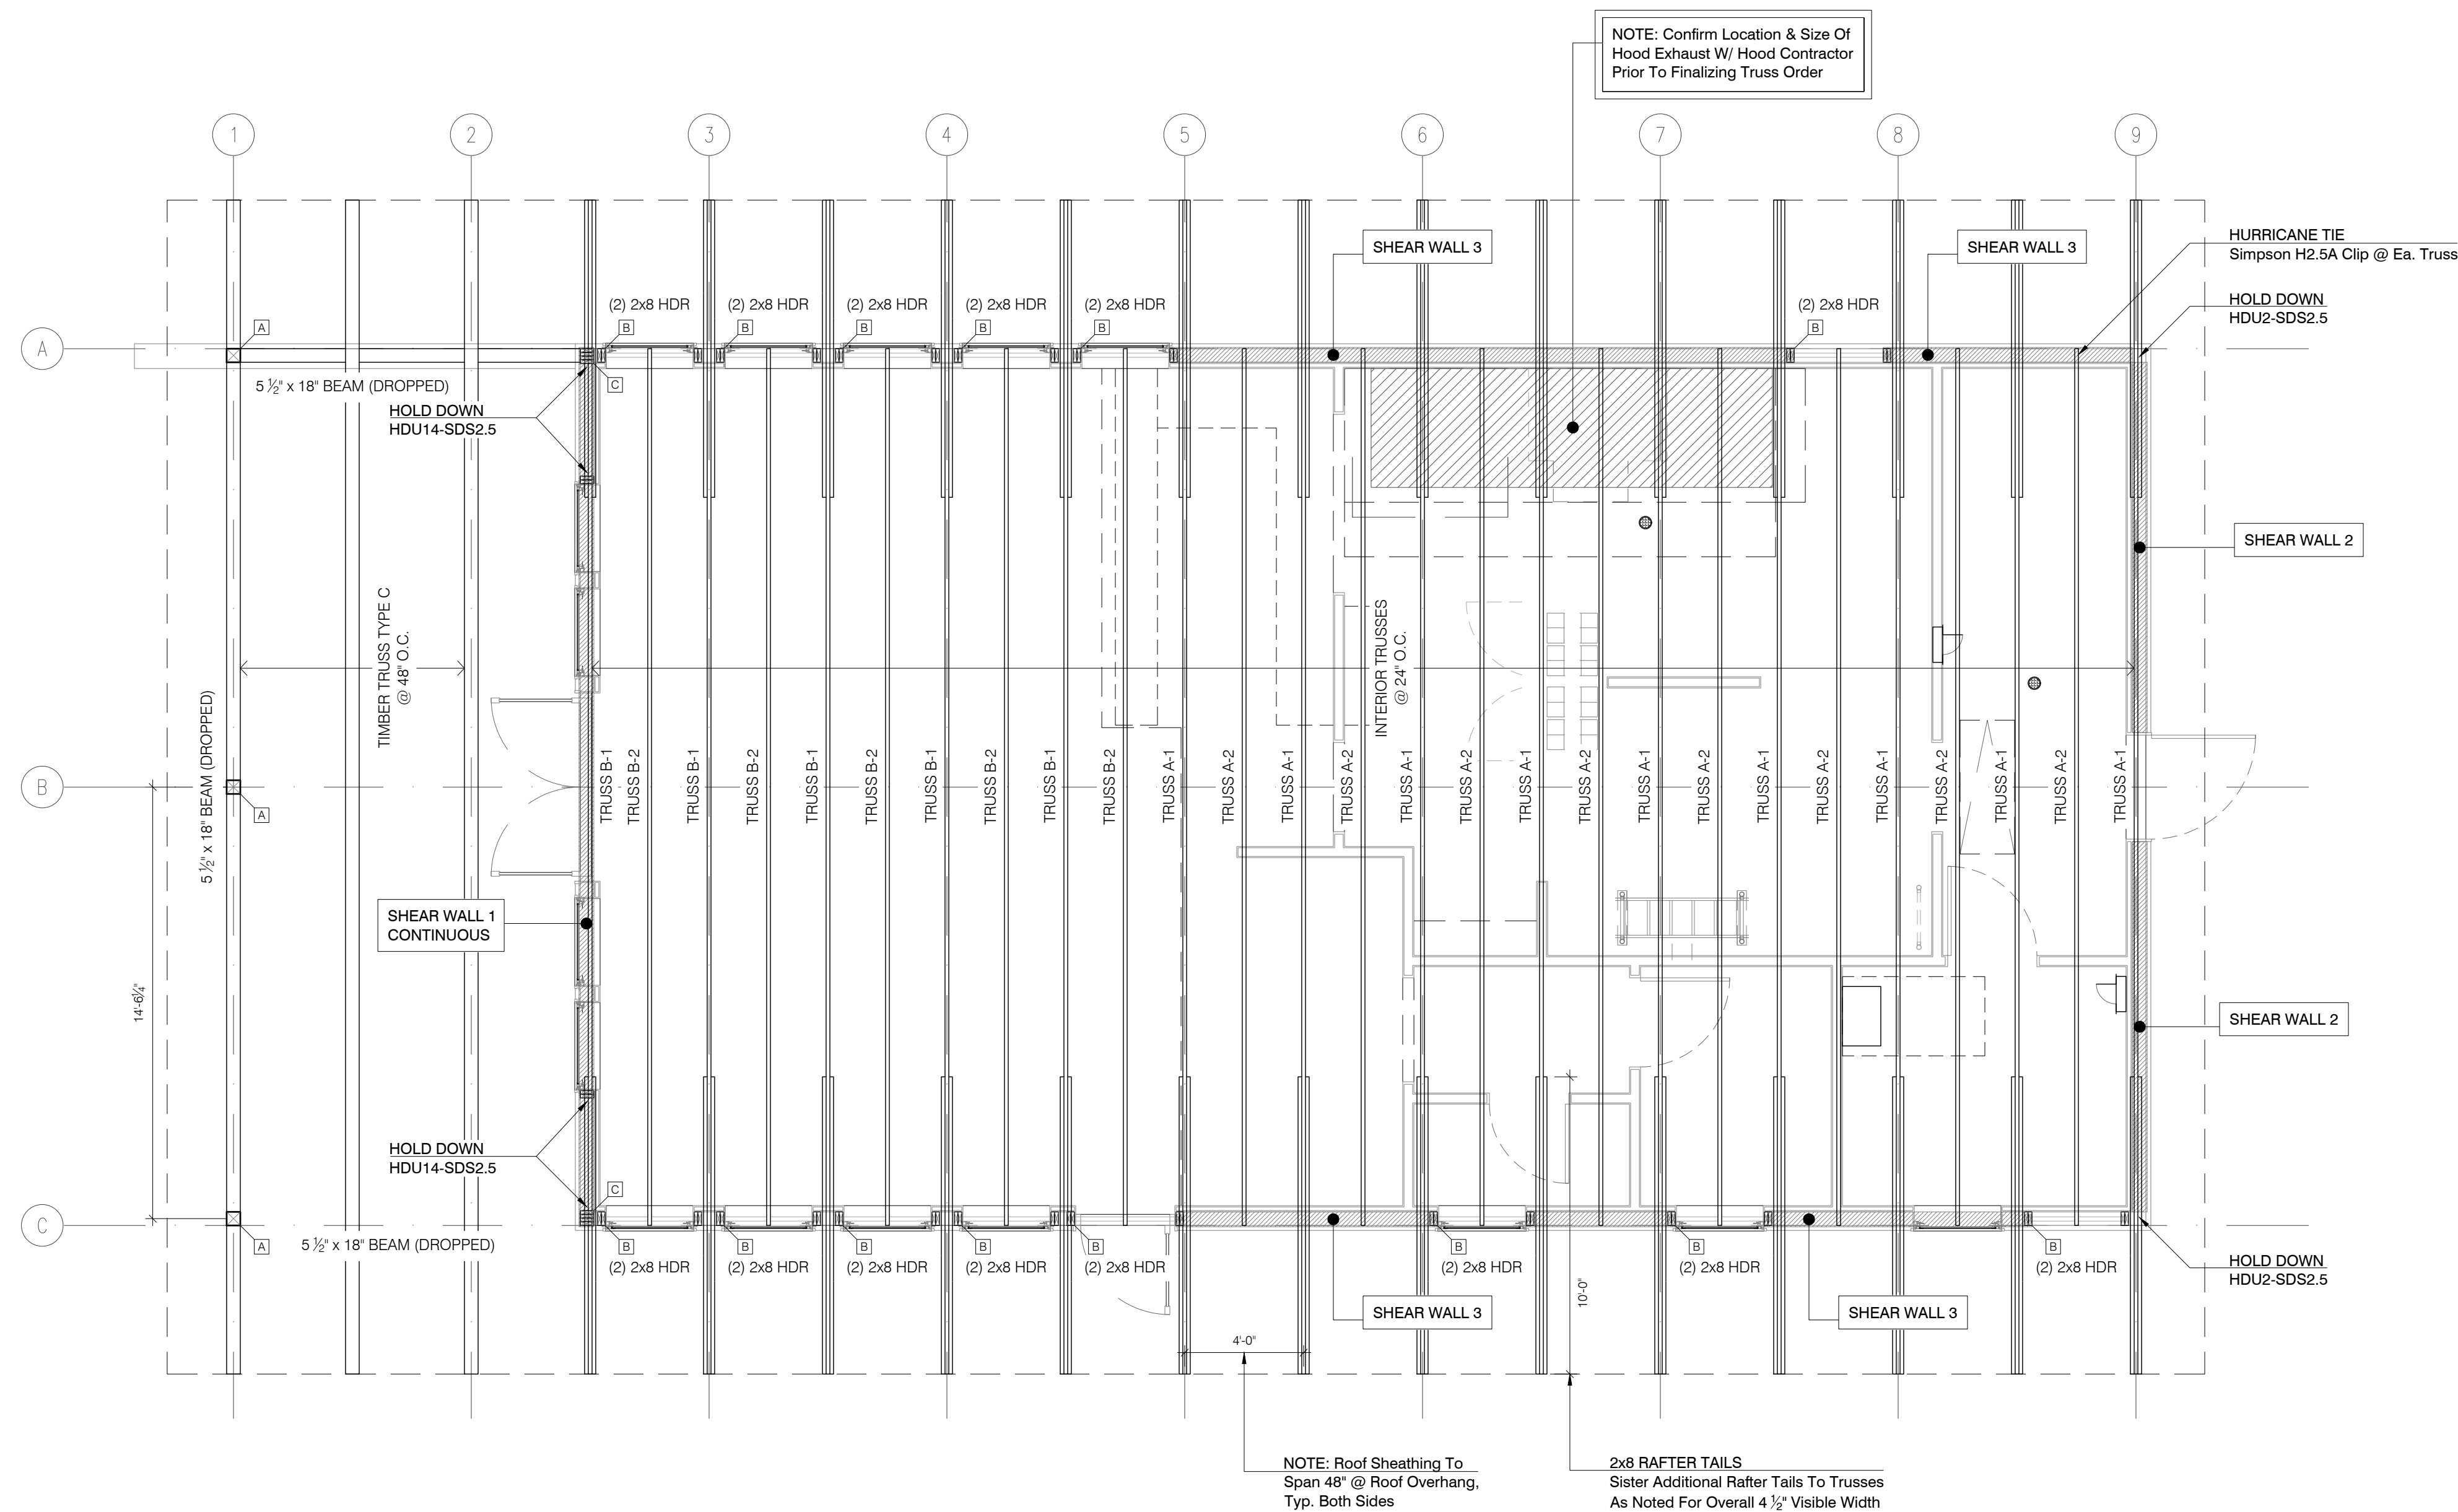 NOTE: Confirm Location & Size Of
Hood Exhaust W/ Hood Contractor
Prior To Finalizing Truss Order
1
2
3
4
5
6
7
8
9
SHEAR WALL 3
SHEAR WALL 3
HURRICANE TIE
Simpson H2.5A Clip @ Ea. Truss
HOLD DOWN
HDU2-SDS2.5
(2) 2x8 HDR
(2) 2x8 HDR
(2) 2x8 HDR
(2) 2x8 HDR
(2) 2x8 HDR
(2) 2x8 HDR
A
B
B
B
B
B
B
A
5 ½" x 18" BEAM (DROPPED)
C
HOLD DOWN
HDU14-SDS2.5
SHEAR WALL 2
TIMBER TRUSS TYPE C
@ 48" O.C.
INTERIOR TRUSSES
@ 24" O.C.
5 ½" x 18" BEAM (DROPPED)
B
A
TRUSS B-1
TRUSS B-2
TRUSS B-1
TRUSS B-2
TRUSS B-1
TRUSS B-2
TRUSS B-1
TRUSS B-2
TRUSS B-1
TRUSS B-2
TRUSS A-1
TRUSS A-2
TRUSS A-1
TRUSS A-2
TRUSS A-1
TRUSS A-2
TRUSS A-1
TRUSS A-2
TRUSS A-1
TRUSS A-2
TRUSS A-1
TRUSS A-2
TRUSS A-1
TRUSS A-2
TRUSS A-1
TRUSS A-2
TRUSS A-1
SHEAR WALL 1
CONTINUOUS
14'-6¼"
SHEAR WALL 2
HOLD DOWN
HDU14-SDS2.5
C
C
A
5 ½" x 18" BEAM (DROPPED)
B
B
B
B
B
B
B
B
(2) 2x8 HDR
(2) 2x8 HDR
(2) 2x8 HDR
(2) 2x8 HDR
(2) 2x8 HDR
(2) 2x8 HDR
(2) 2x8 HDR
(2) 2x8 HDR
HOLD DOWN
HDU2-SDS2.5
10'-0"
SHEAR WALL 3
SHEAR WALL 3
4'-0"
NOTE: Roof Sheathing To
Span 48" @ Roof Overhang,
Typ. Both Sides
2x8 RAFTER TAILS
Sister Additional Rafter Tails To Trusses
As Noted For Overall 4 ½" Visible Width